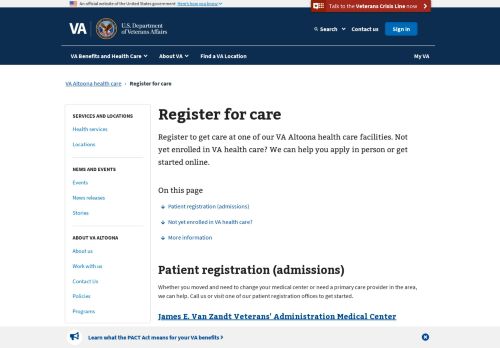 An official website of the United States government Here's how you know
Talk to the Veterans Crisis Line now
VA
U.S. Department
of Veterans Affairs
Search
Contact us
Sign in
VA Benefits and Health Care
About VA
Find a VA Location
My VA
VA Altoona health care › Register for care
SERVICES AND LOCATIONS
Health services
Locations
NEWS AND EVENTS
Events
News releases
Stories
ABOUT VA ALTOONA
About us
Work with us
Contact Us
Policies
Programs
Register for care
Register to get care at one of our VA Altoona health care facilities. Not
yet enrolled in VA health care? We can help you apply in person or get
started online.
On this page
Patient registration (admissions)
Not yet enrolled in VA health care?
More information
Patient registration (admissions)
Whether you moved and need to change your medical center or need a primary care provider in the area,
we can help. Call us or visit one of our patient registration offices to get started.
James E. Van Zandt Veterans' Administration Medical Center
Learn what the PACT Act means for your VA benefits